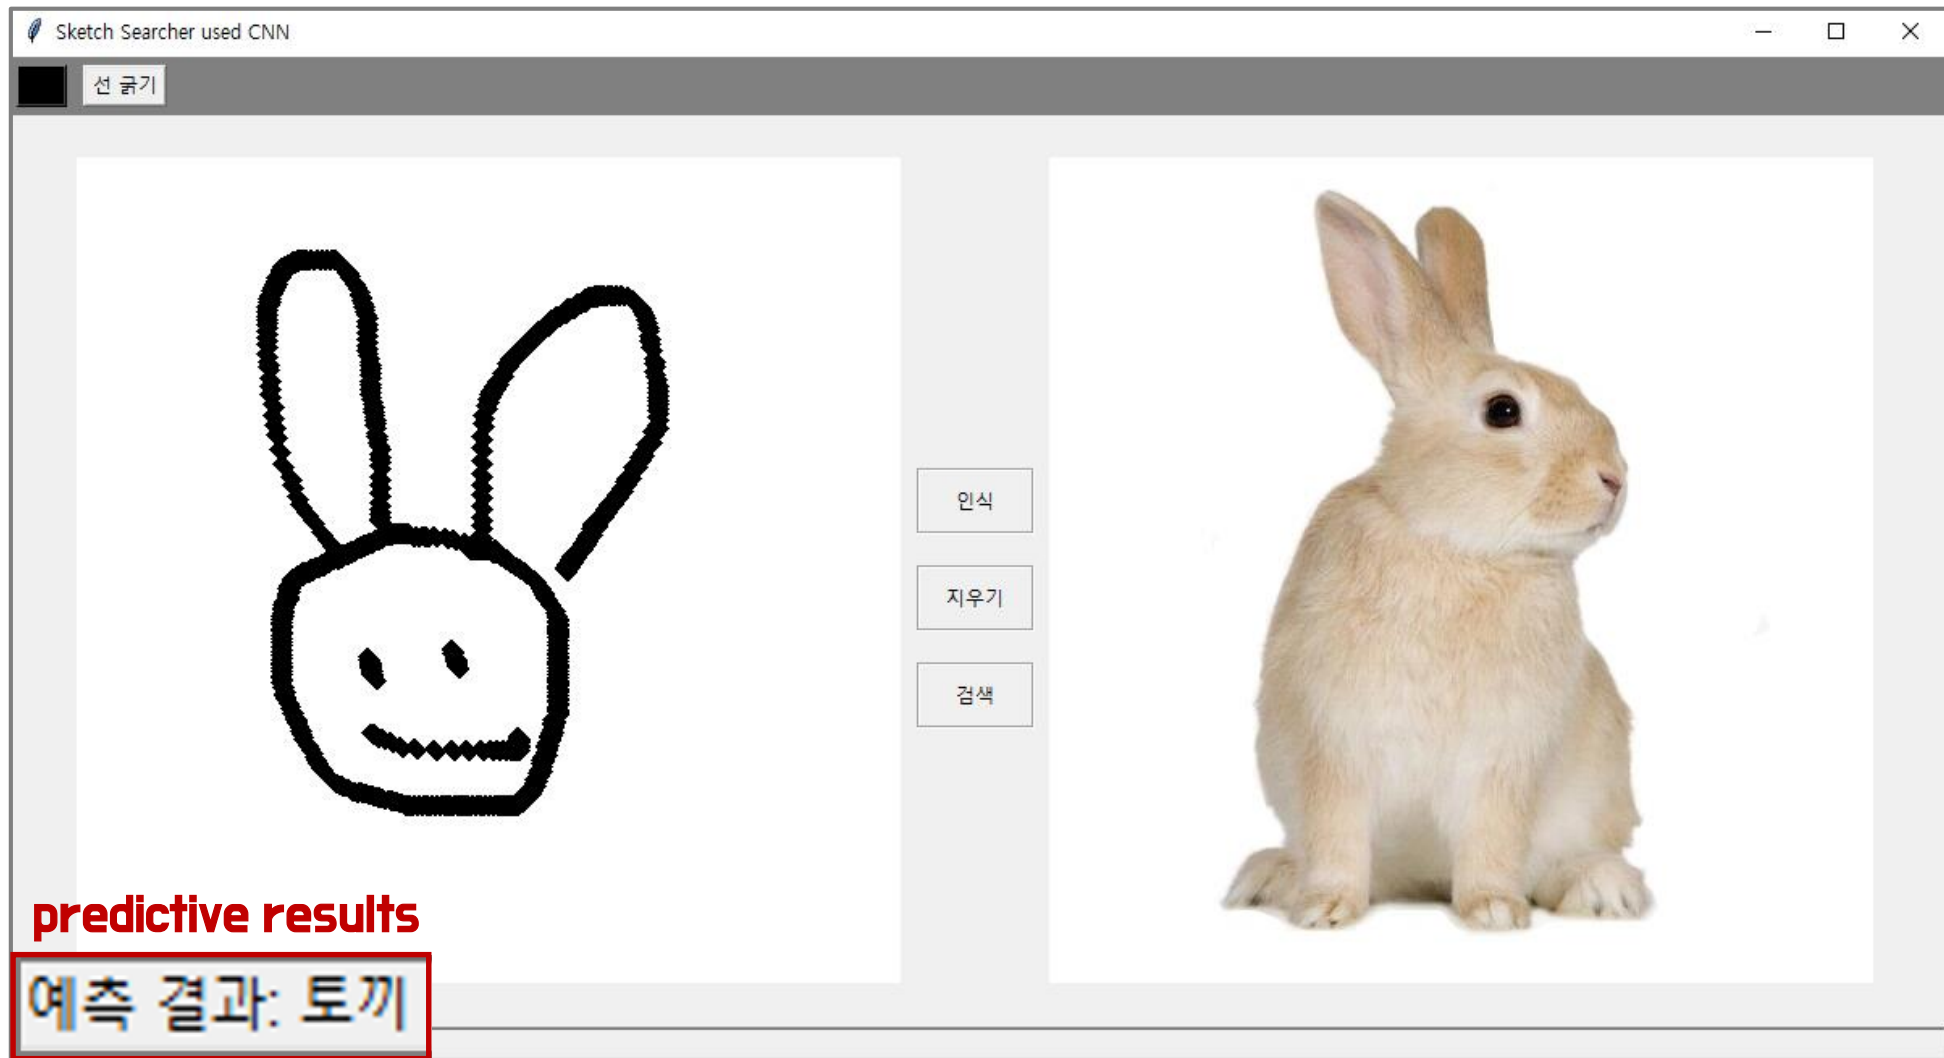 Sketch Searcher used CNN
선 굵기
인식
지우기
검색
predictive results
예측 결과: 토끼